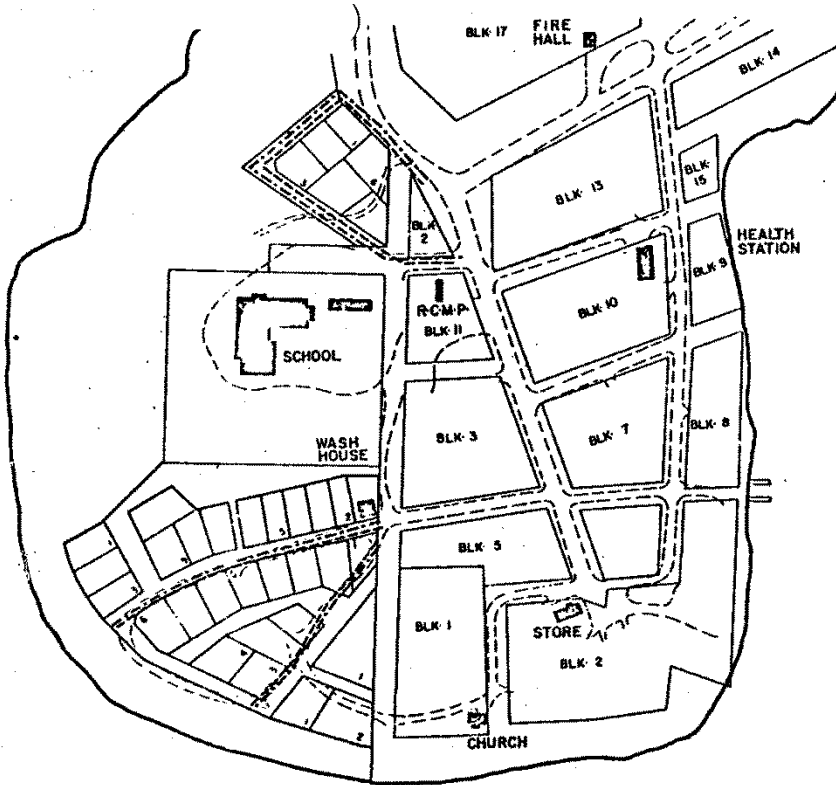 BLK·17
FIRE
HALL
BLK·14
BLK·
15
BLK·13
BLK·
2
HEALTH
STATION
BLK·9
R·C·M·P·
BLK·11
BLK·10
SCHOOL
BLK·3
BLK·7
BLK·8
WASH
HOUSE
BLK·5
BLK·1
STORE
BLK·2
CHURCH